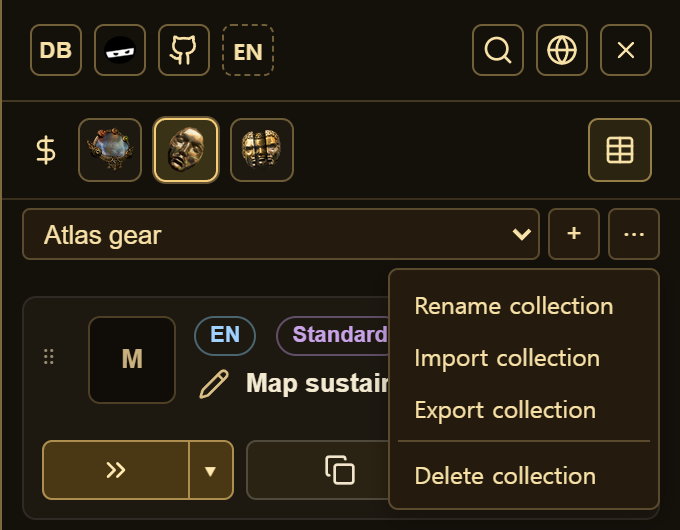 DB
EN
$
Atlas gear
+
...
Rename collection
Import collection
Export collection
Delete collection
EN
Standard
M
Map sustain